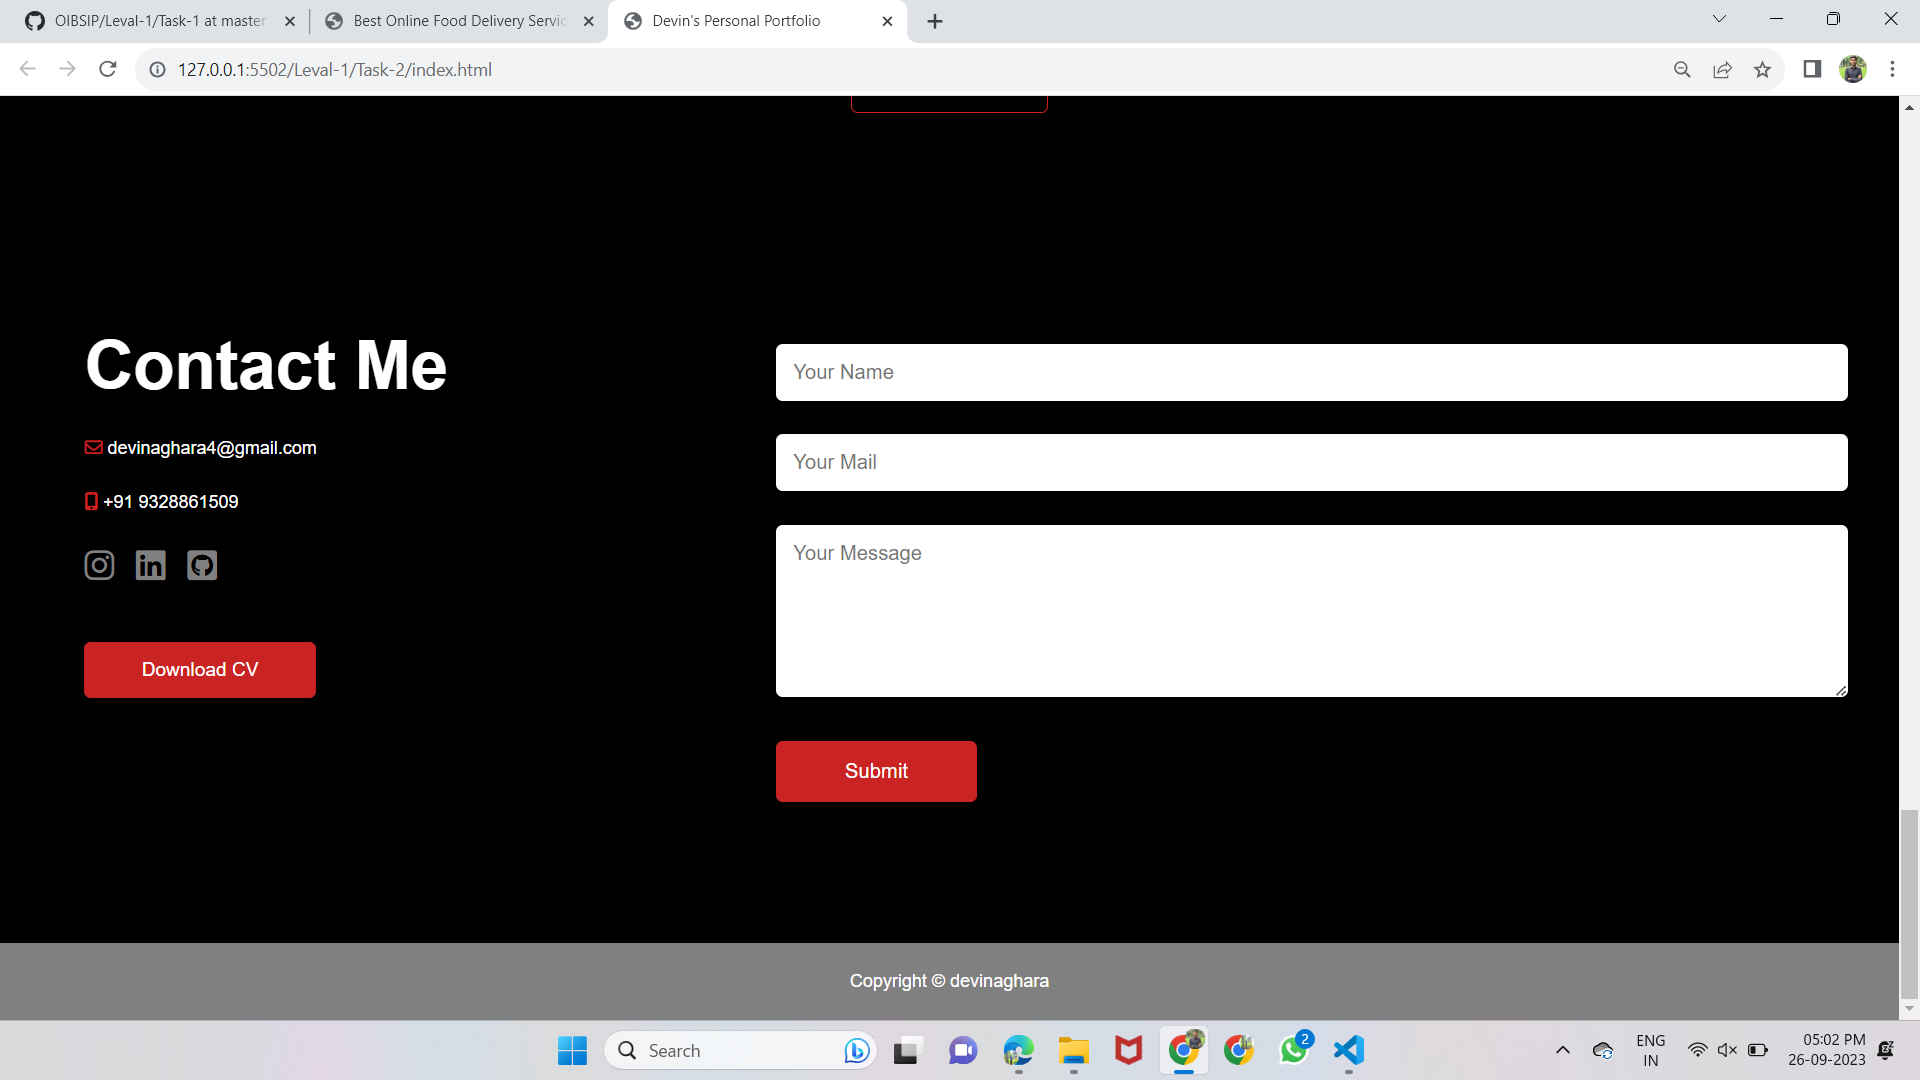 OIBSIP/Leval-1/Task-1 at master
Best Online Food Delivery Servic
Devin's Personal Portfolio
127.0.0.1:5502/Leval-1/Task-2/index.html
Contact Me
devinaghara4@gmail.com
+91 9328861509
Download CV
Your Name
Your Mail
Your Message
Submit
Copyright © devinaghara
Search
2
ENG
IN
05:02 PM
26-09-2023